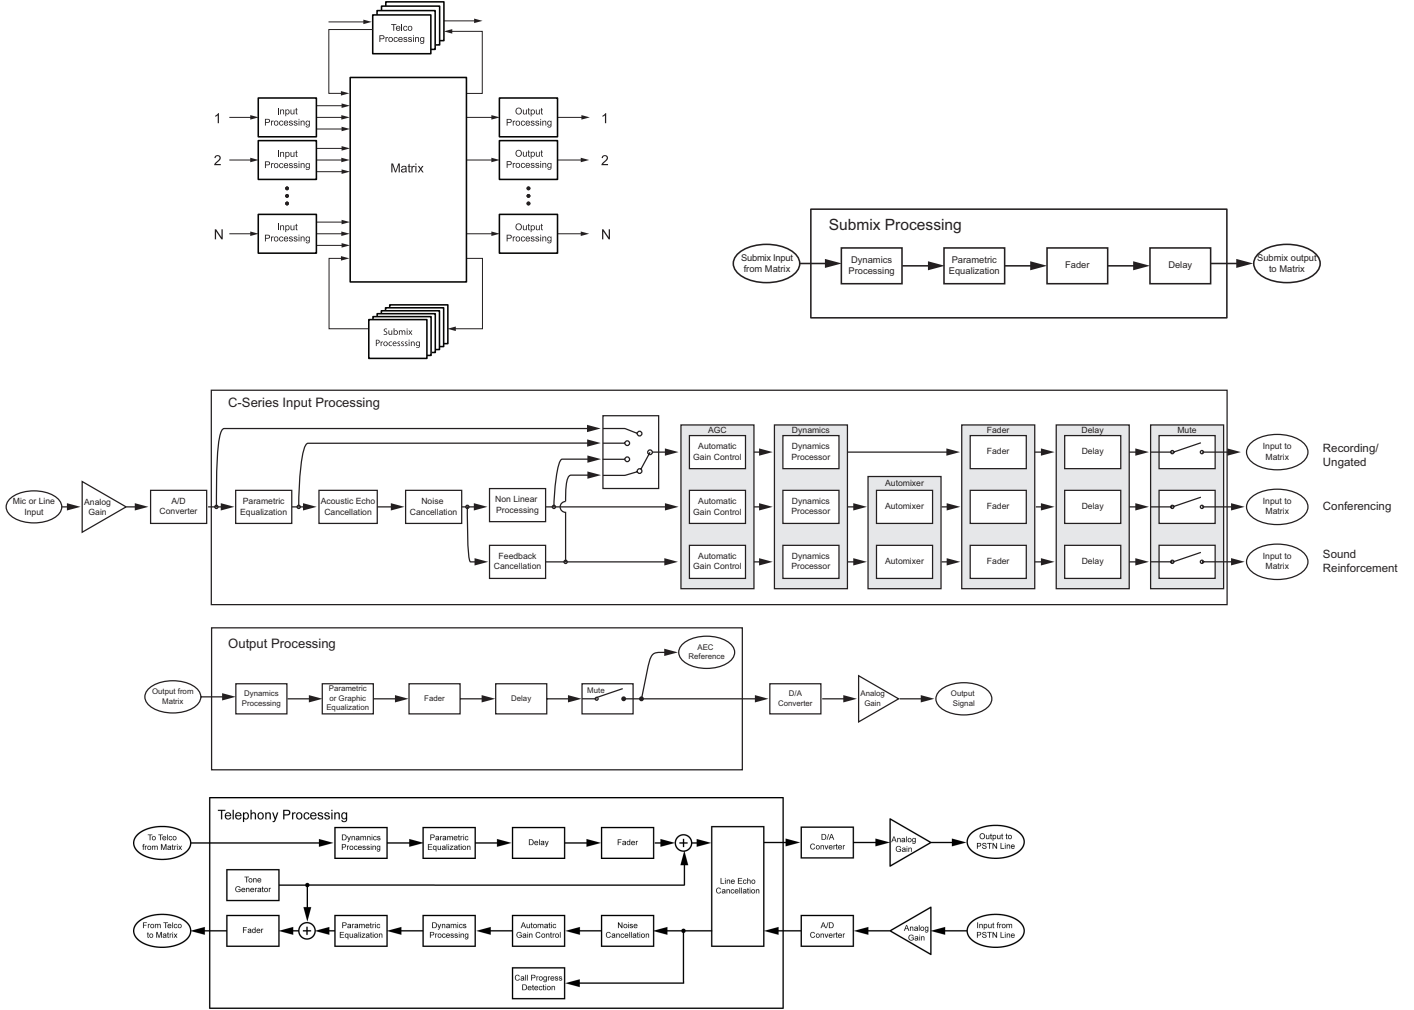 Telco
Processing
1
Input
Processing
Output
Processing
1
2
Input
Processing
Matrix
Output
Processing
2
N
Input
Processing
Output
Processing
N
Submix
Processsing
Submix Processing
Submix Input
from Matrix
Dynamics
Processing
Parametric
Equalization
Fader
Delay
Submix output
to Matrix
C-Series Input Processing
Mic or Line
Input
Analog
Gain
A/D
Converter
Parametric
Equalization
Acoustic Echo
Cancellation
Noise
Cancellation
Non Linear
Processing
Feedback
Cancellation
AGC
Automatic
Gain Control
Automatic
Gain Control
Automatic
Gain Control
Dynamics
Dynamics
Processor
Dynamics
Processor
Dynamics
Processor
Automixer
Automixer
Automixer
Fader
Fader
Fader
Fader
Delay
Delay
Delay
Delay
Mute
Input to
Matrix
Recording/
Ungated
Input to
Matrix
Conferencing
Input to
Matrix
Sound
Reinforcement
Output Processing
Output from
Matrix
Dynamics
Processing
Parametric
or Graphic
Equalization
Fader
Delay
Mute
AEC
Reference
D/A
Converter
Analog
Gain
Output
Signal
Telephony Processing
To Telco
from Matrix
Dynamnics
Processing
Parametric
Equalization
Delay
Fader
+
Line Echo
Cancellation
D/A
Converter
Analog
Gain
Output to
PSTN Line
Tone
Generator
From Telco
to Matrix
Fader
+
Parametric
Equalization
Dynamics
Processing
Automatic
Gain Control
Noise
Cancellation
A/D
Converter
Analog
Gain
Input from
PSTN Line
Call Progress
Detection